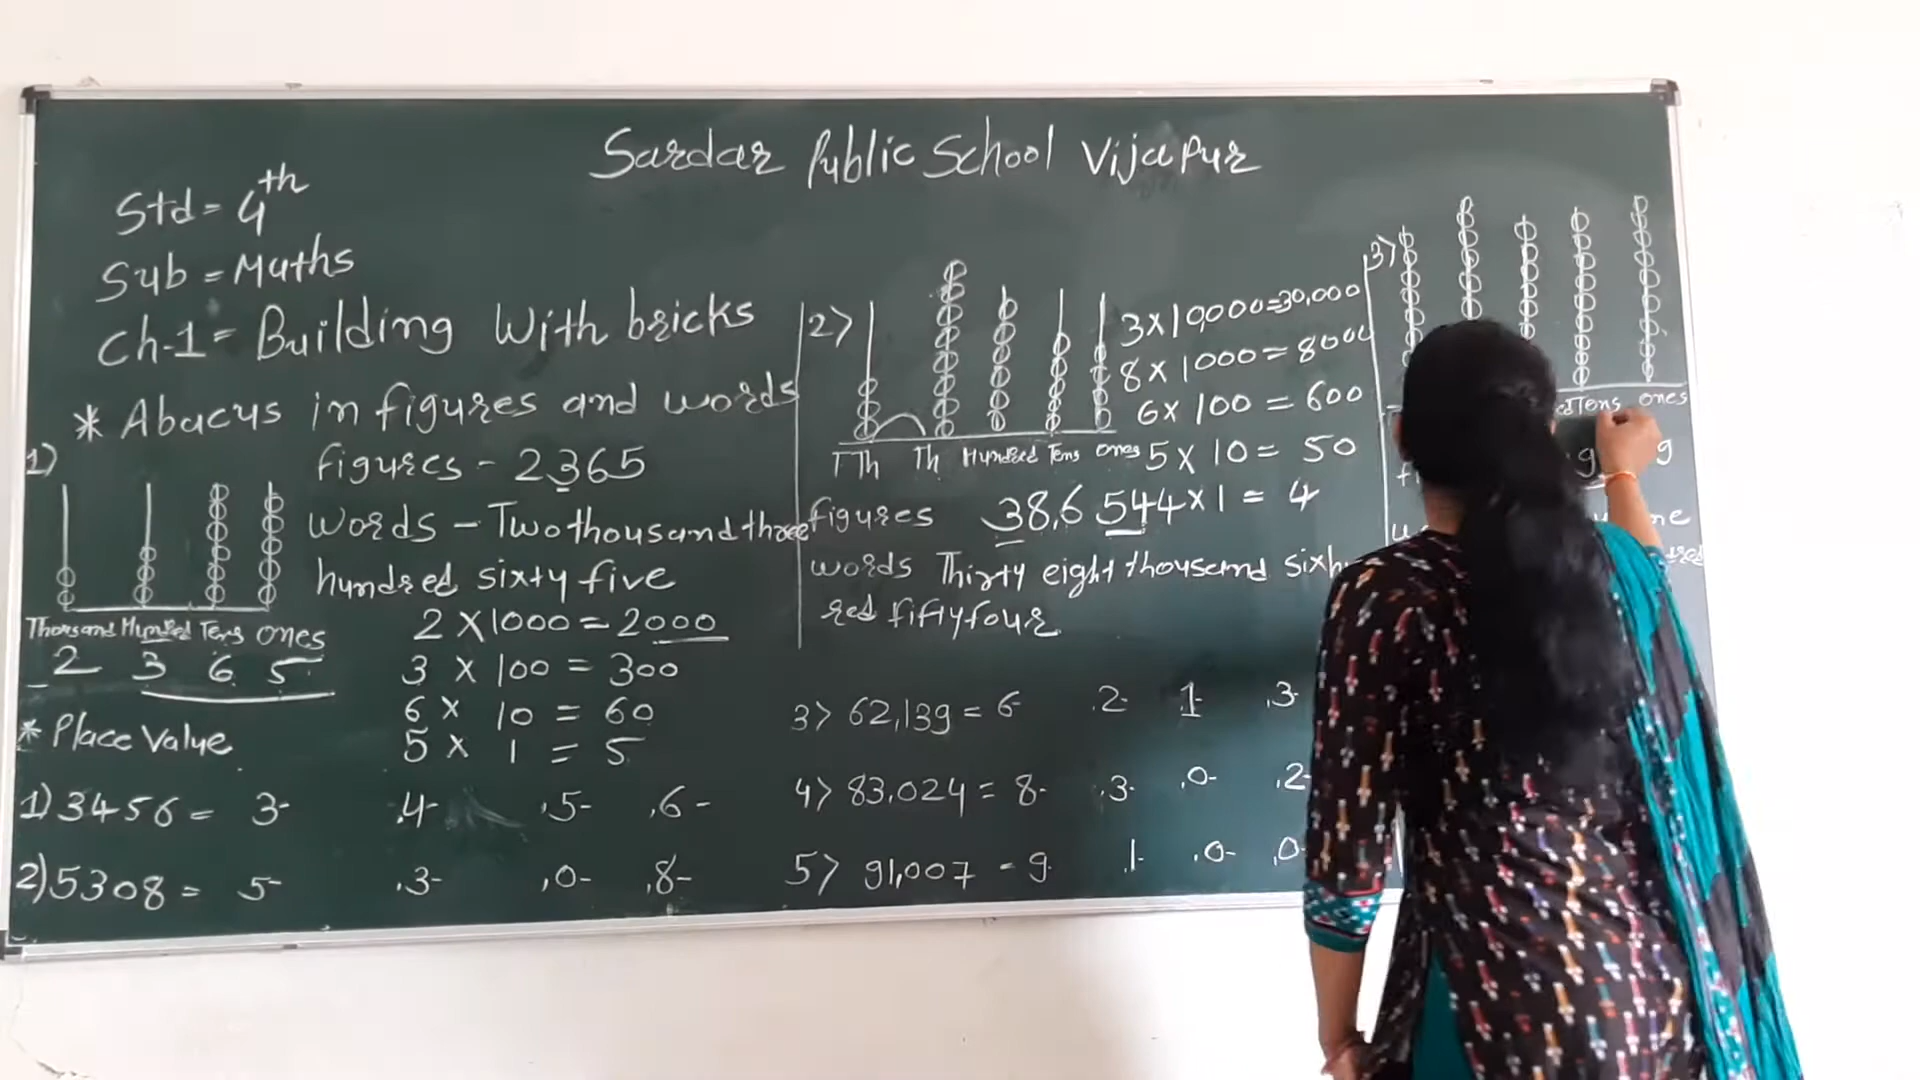 Sardar Public School Vijapur
Std = 4th
Sub = Maths
Ch-1 = Building With bricks
* Abacus in figures and words
1)
figures - 2365
words - Two thousand three
hundred sixty five
Thousand Hundred Tens ones
2 3 6 5
2 X 1000 = 2000
3 X 100 = 300
6 X 10 = 60
5 X 1 = 5
* Place Value
1) 3456 = 3- ,4- ,5- ,6-
2) 5308 = 5- ,3- ,0- ,8-
2)
T Th Th Hundred Tens ones
3 X 10,000 = 30,000
8 X 1000 = 8000
6 X 100 = 600
5 X 10 = 50
figures 38,654 4 X 1 = 4
words Thirty eight thousand sixh
red fifty four
3) 62,139 = 6- ,2- ,1- ,3-
4) 83,024 = 8- ,3- ,0- ,2-
5) 91,007 = 9- ,1- ,0- ,0-
3)
Tens ones
9 9